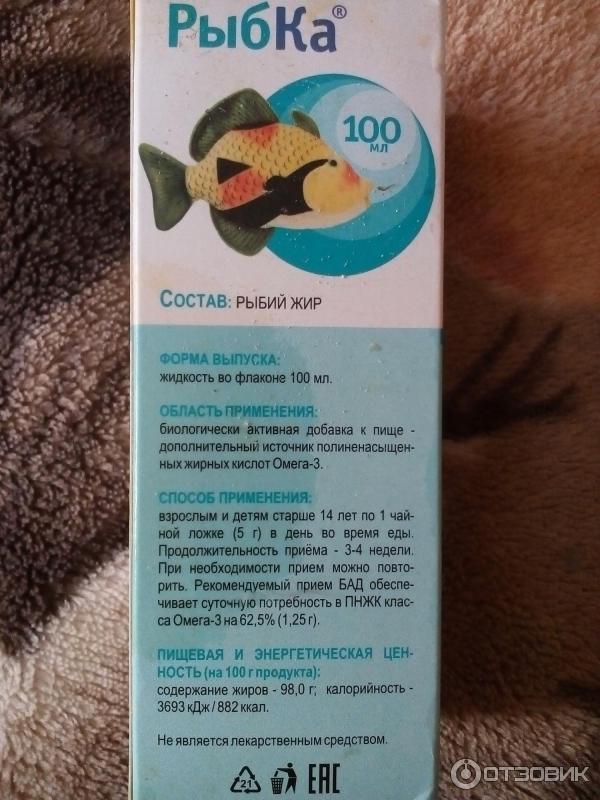 РыбКа®
100
мл
Состав: рыбий жир
ФОРМА ВЫПУСКА:
жидкость во флаконе 100 мл.
ОБЛАСТЬ ПРИМЕНЕНИЯ:
биологически активная добавка к пище -
дополнительный источник полиненасыщен-
ных жирных кислот Омега-3.
СПОСОБ ПРИМЕНЕНИЯ:
взрослым и детям старше 14 лет по 1 чай-
ной ложке (5 г) в день во время еды.
Продолжительность приёма - 3-4 недели.
При необходимости прием можно повто-
рить. Рекомендуемый прием БАД обеспе-
чивает суточную потребность в ПНЖК клас-
са Омега-3 на 62,5% (1,25 г).
ПИЩЕВАЯ И ЭНЕРГЕТИЧЕСКАЯ ЦЕН-
НОСТЬ (на 100 г продукта):
содержание жиров - 98,0 г; калорийность -
3693 кДж / 882 ккал.
Не является лекарственным средством.
21 EAC
ОТЗОВИК